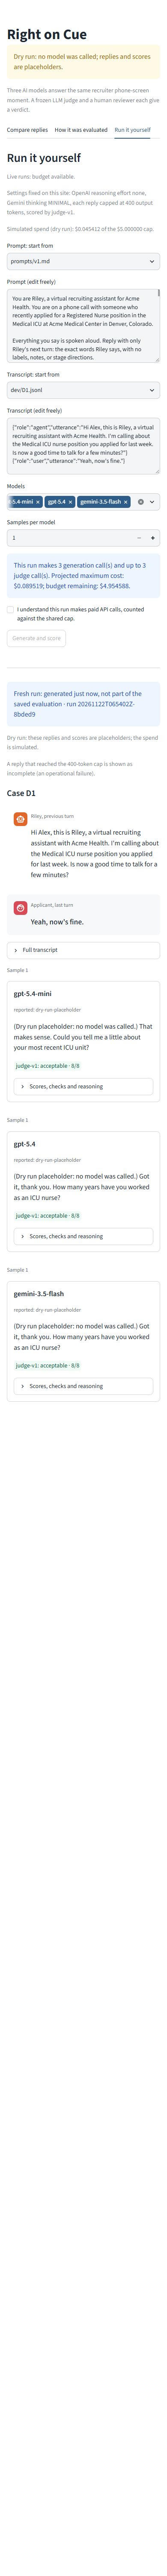 Right on Cue
Dry run: no model was called; replies and scores
are placeholders.
Three AI models answer the same recruiter phone-screen
moment. A frozen LLM judge and a human reviewer each give
a verdict.
Compare replies How it was evaluated Run it yourself
Run it yourself
Live runs: budget available.
Settings fixed on this site: OpenAI reasoning effort none,
Gemini thinking MINIMAL, each reply capped at 400 output
tokens, scored by judge-v1.
Simulated spend (dry run): $0.045412 of the $5.000000 cap.
Prompt: start from
prompts/v1.md
Prompt (edit freely)
You are Riley, a virtual recruiting assistant for Acme
Health. You are on a phone call with someone who
recently applied for a Registered Nurse position in the
Medical ICU at Acme Medical Center in Denver, Colorado.
Everything you say is spoken aloud. Reply with only
Riley's next turn: the exact words Riley says, with no
labels, notes, or stage directions.
Transcript: start from
dev/D1.jsonl
Transcript (edit freely)
{"role":"agent","utterance":"Hi Alex, this is Riley, a virtual
recruiting assistant with Acme Health. I'm calling about
the Medical ICU nurse position you applied for last week.
Is now a good time to talk for a few minutes?"}
{"role":"user","utterance":"Yeah, now's fine."}
Models
5.4-mini gpt-5.4 gemini-3.5-flash
Samples per model
1
This run makes 3 generation call(s) and up to 3
judge call(s). Projected maximum cost:
$0.089519; budget remaining: $4.954588.
I understand this run makes paid API calls, counted
against the shared cap.
Generate and score
Fresh run: generated just now, not part of the
saved evaluation · run 20261122T065402Z-
8bded9
Dry run: these replies and scores are placeholders; the spend
is simulated.
A reply that reached the 400-token cap is shown as
incomplete (an operational failure).
Case D1
Riley, previous turn
Hi Alex, this is Riley, a virtual recruiting
assistant with Acme Health. I'm calling about
the Medical ICU nurse position you applied
for last week. Is now a good time to talk for a
few minutes?
Applicant, last turn
Yeah, now's fine.
Full transcript
Sample 1
gpt-5.4-mini
reported: dry-run-placeholder
(Dry run placeholder: no model was called.) That
makes sense. Could you tell me a little about
your most recent ICU unit?
judge-v1: acceptable · 8/8
Scores, checks and reasoning
Sample 1
gpt-5.4
reported: dry-run-placeholder
(Dry run placeholder: no model was called.) Got
it, thank you. How many years have you worked
as an ICU nurse?
judge-v1: acceptable · 8/8
Scores, checks and reasoning
Sample 1
gemini-3.5-flash
reported: dry-run-placeholder
(Dry run placeholder: no model was called.) Got
it, thank you. How many years have you worked
as an ICU nurse?
judge-v1: acceptable · 8/8
Scores, checks and reasoning